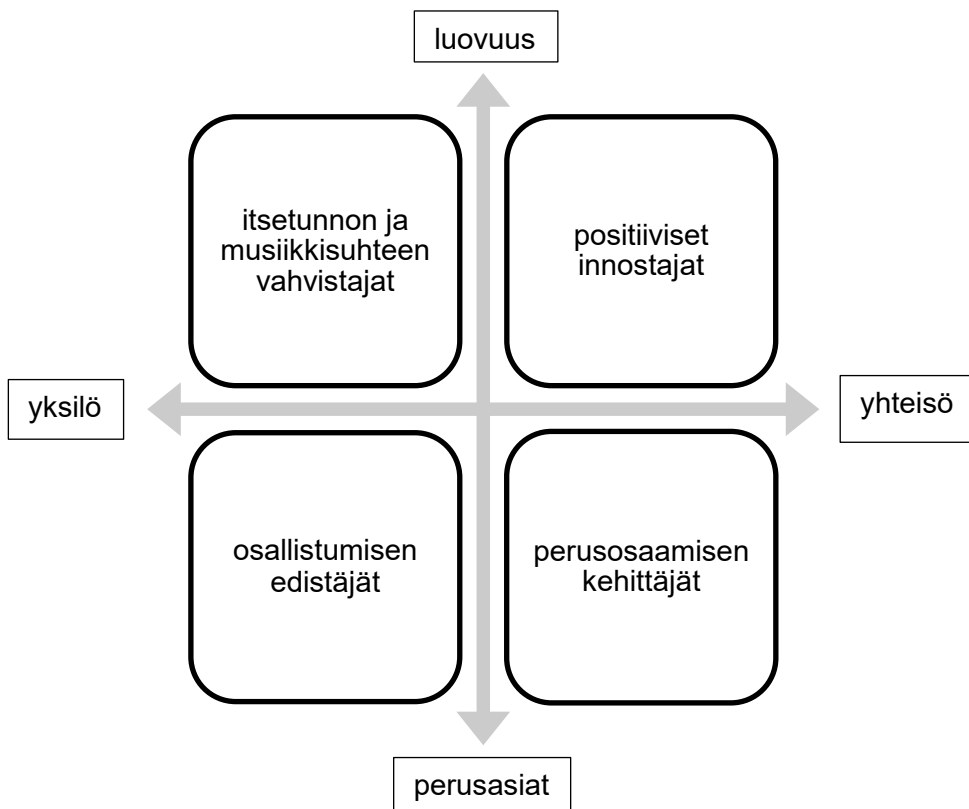 luovuus
itsetunnon ja
musiikkisuhteen
vahvistajat
positiiviset
innostajat
yksilö
yhteisö
osallistumisen
edistäjät
perusosaamisen
kehittäjät
perusasiat